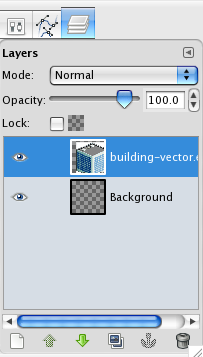 Layers
Mode: Normal
Opacity: 100.0
Lock:
building-vector.
Background